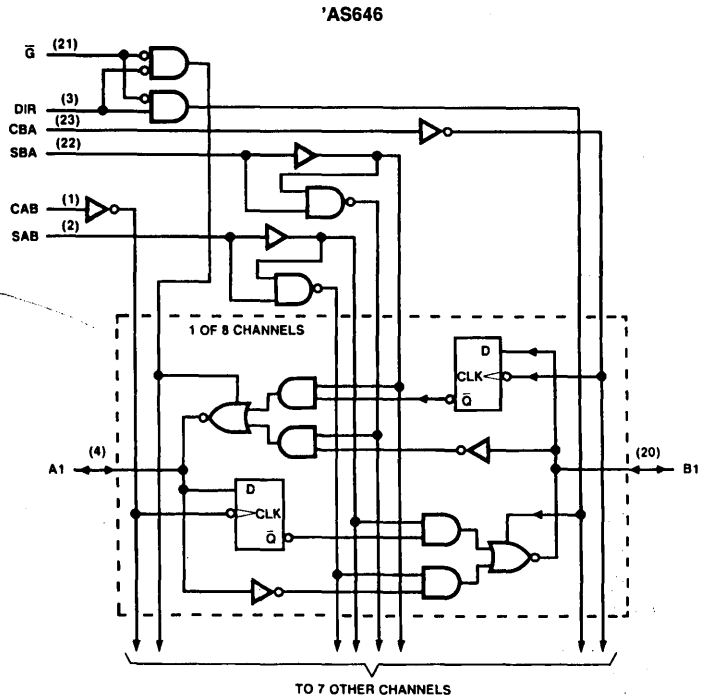 'AS646
G̅ (21)
DIR (3)
CBA (23)
SBA (22)
CAB (1)
SAB (2)
1 OF 8 CHANNELS
D
CLK
Q̅
A1 (4)
(20) B1
D
CLK
Q̅
TO 7 OTHER CHANNELS